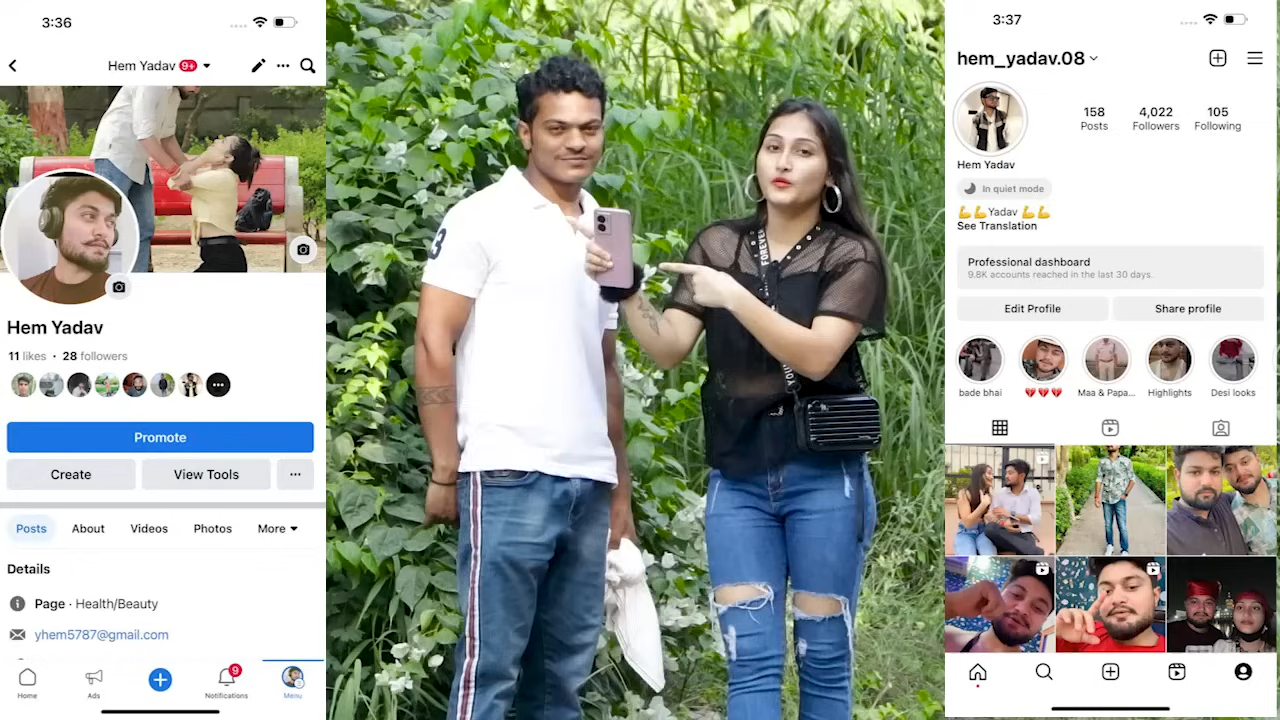 3:36
Hem Yadav 9+
Hem Yadav
11 likes · 28 followers
Promote
Create
View Tools
Posts
About
Videos
Photos
More
Details
Page · Health/Beauty
yhem5787@gmail.com
Home
Ads
9
Notifications
Menu
3
FOREVER
3:37
hem_yadav.08
158
4,022
105
Posts
Followers
Following
Hem Yadav
In quiet mode
💪💪Yadav 💪💪
See Translation
Professional dashboard
9.8K accounts reached in the last 30 days.
Edit Profile
Share profile
bade bhai
💔💔💔
Maa & Papa...
Highlights
Desi looks